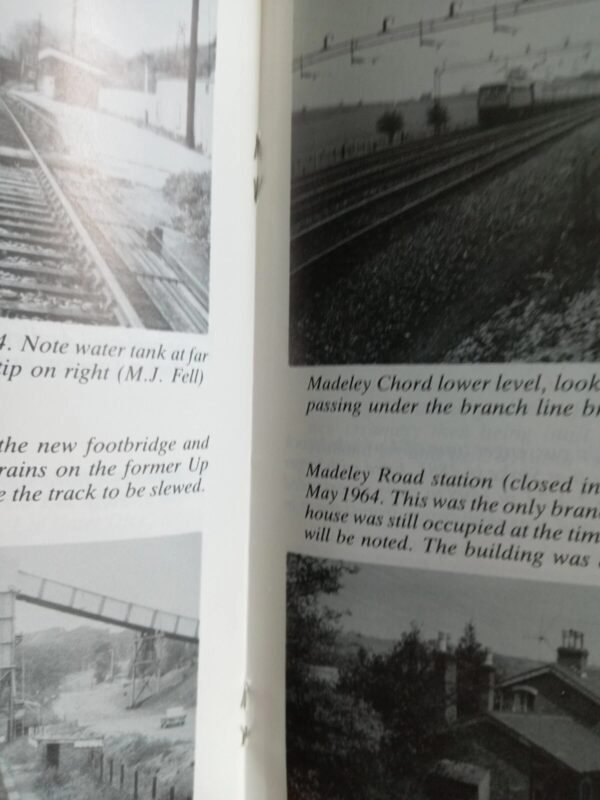 4. Note water tank at far
tip on right (M.J. Fell)
the new footbridge and
trains on the former Up
the track to be slewed.
Madeley Chord lower level, look
passing under the branch line br
Madeley Road station (closed in
May 1964. This was the only bran
house was still occupied at the tim
will be noted. The building was